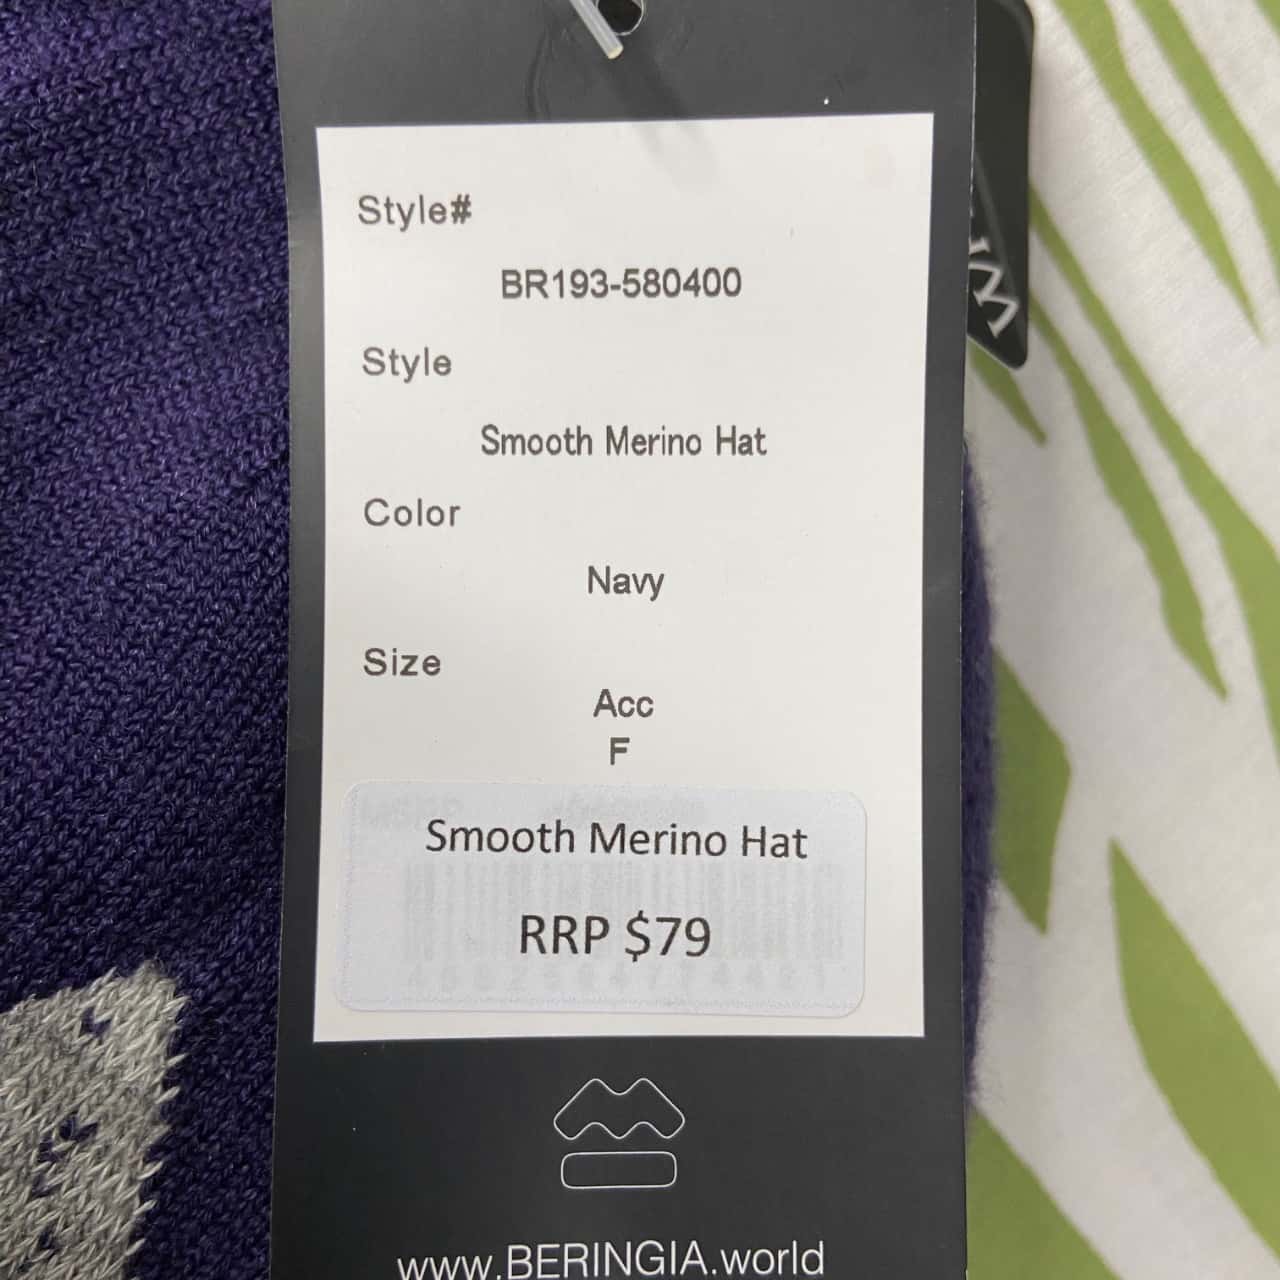 Style#
BR193-580400
Style
Smooth Merino Hat
Color
Navy
Size
Acc
F
Smooth Merino Hat
RRP $79
www.BERINGIA.world